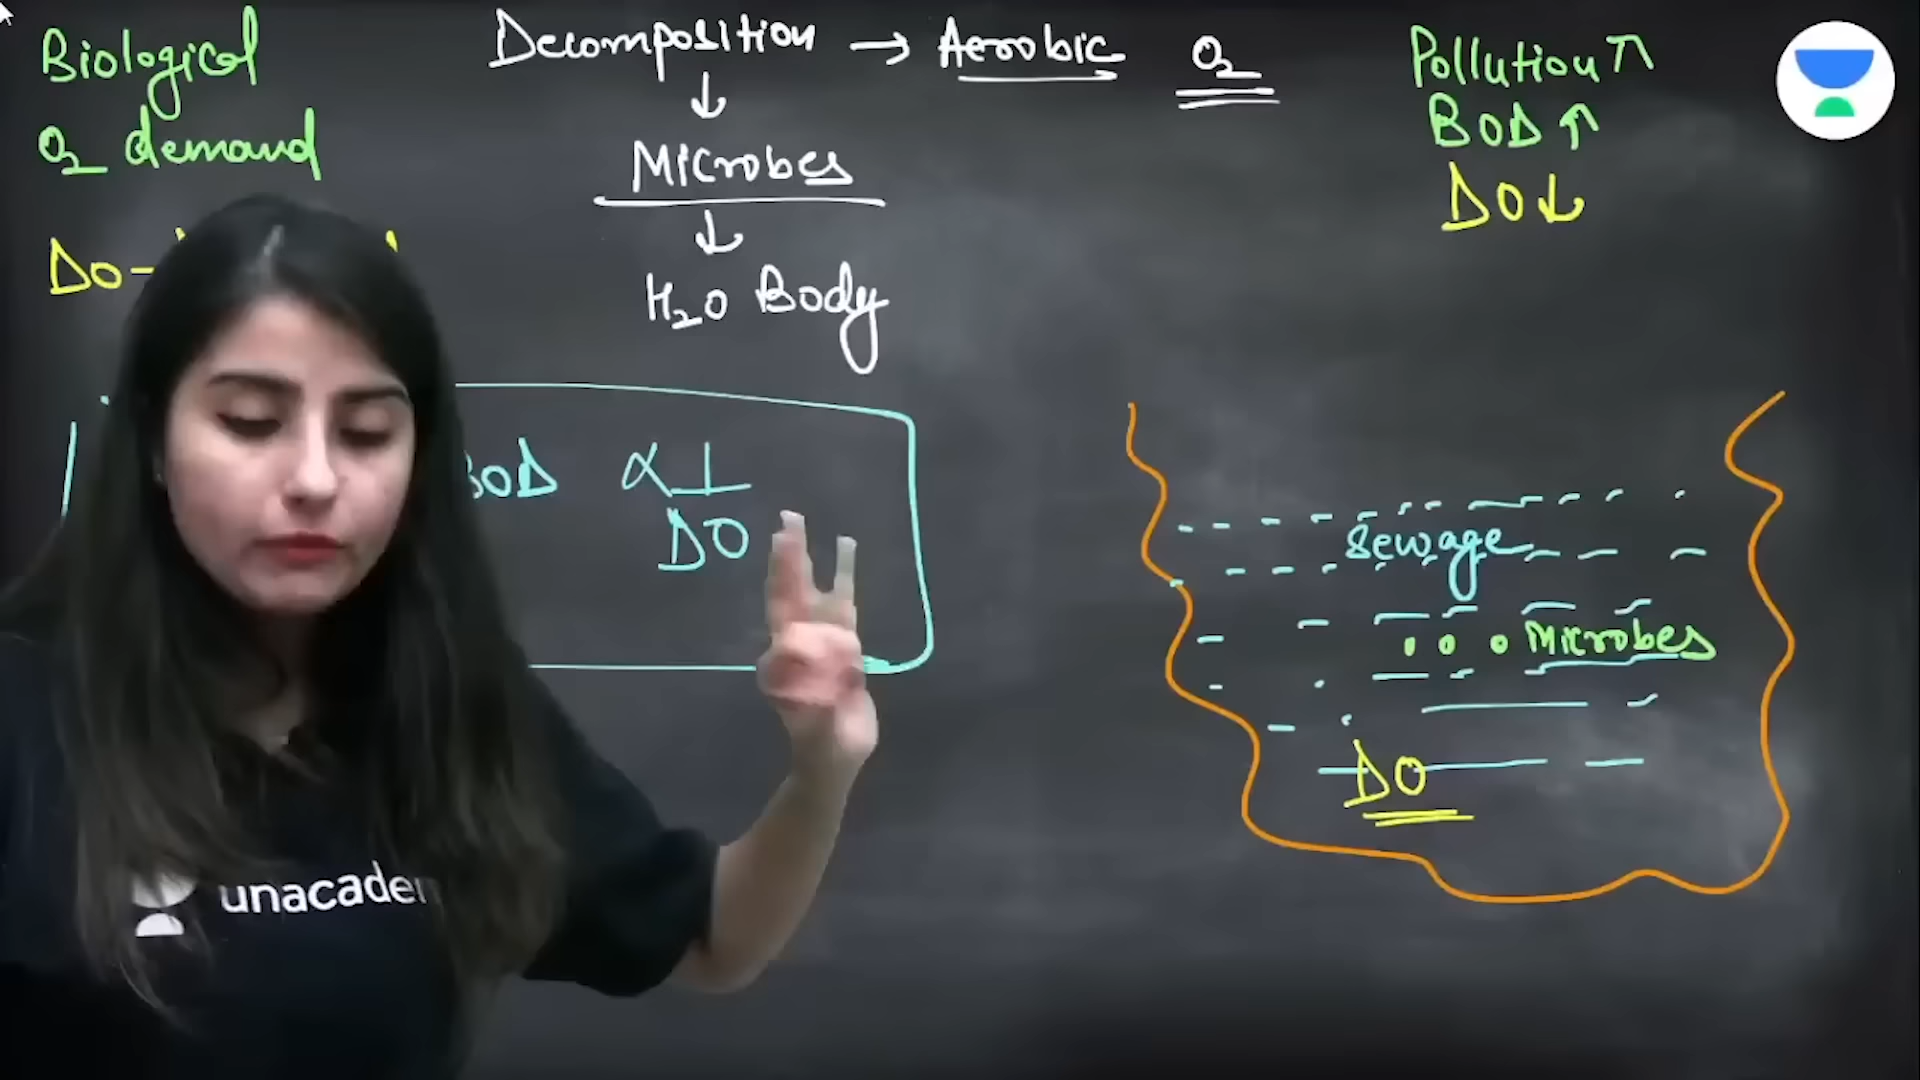 Biological
O2 demand
DO-
Decomposition → Aerobic O2
↓
Microbes
↓
H2O Body
Pollution ↑
BOD ↑
DO ↓
BOD α 1
DO
Sewage
Microbes
DO
unacade